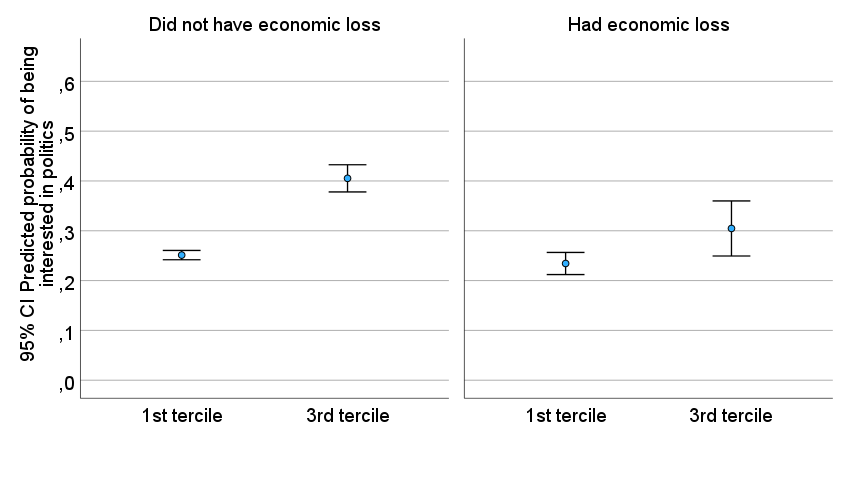 Did not have economic loss
Had economic loss
95% CI Predicted probability of being
interested in politics
,6
,5
,4
,3
,2
,1
,0
1st tercile
3rd tercile
1st tercile
3rd tercile